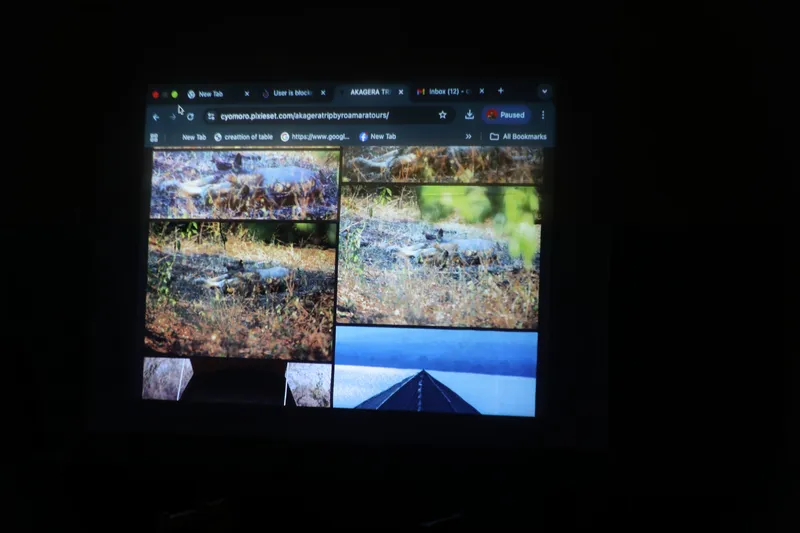 New Tab
User is block
AKAGERA TRI
Inbox (12) -
cyomoro.pixieset.com/akageratripbyroamaratours/
Paused
New Tab
creattion of table
https://www.googl...
New Tab
All Bookmarks